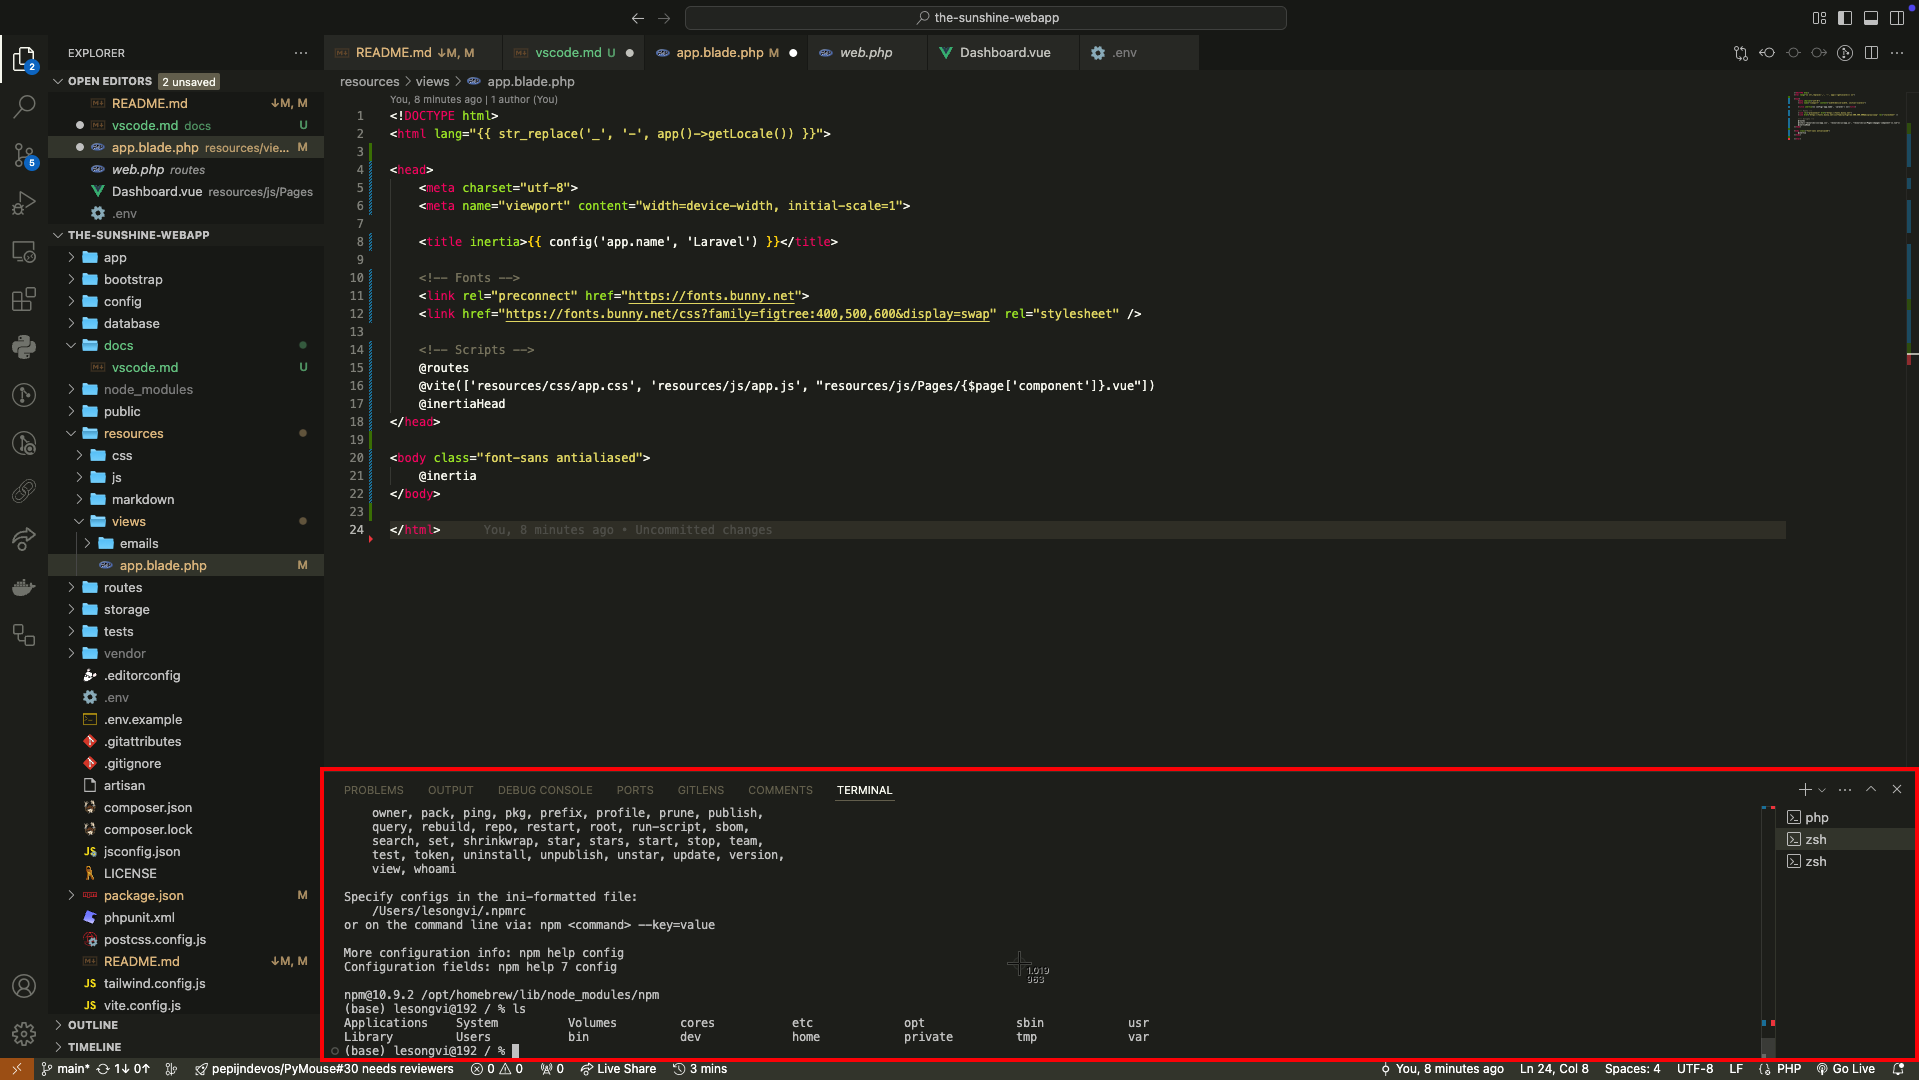 the-sunshine-webapp
EXPLORER
README.md M, M
vscode.md U
app.blade.php M
web.php
Dashboard.vue
.env
OPEN EDITORS 2 unsaved
README.md M, M
vscode.md docs U
app.blade.php resources/vie... M
web.php routes
Dashboard.vue resources/js/Pages
.env
THE-SUNSHINE-WEBAPP
app
bootstrap
config
database
docs
vscode.md U
node_modules
public
resources
css
js
markdown
views
emails
app.blade.php M
routes
storage
tests
vendor
.editorconfig
.env
.env.example
.gitattributes
.gitignore
artisan
composer.json
composer.lock
jsconfig.json
LICENSE
package.json M
phpunit.xml
postcss.config.js
README.md M, M
tailwind.config.js
vite.config.js
OUTLINE
TIMELINE
2
5
resources > views > app.blade.php
You, 8 minutes ago | 1 author (You)
1 <!DOCTYPE html>
2 <html lang="{{ str_replace('_', '-', app()->getLocale()) }}">
3
4 <head>
5 <meta charset="utf-8">
6 <meta name="viewport" content="width=device-width, initial-scale=1">
7
8 <title inertia>{{ config('app.name', 'Laravel') }}</title>
9
10 <!-- Fonts -->
11 <link rel="preconnect" href="https://fonts.bunny.net">
12 <link href="https://fonts.bunny.net/css?family=figtree:400,500,600&display=swap" rel="stylesheet" />
13
14 <!-- Scripts -->
15 @routes
16 @vite(['resources/css/app.css', 'resources/js/app.js', "resources/js/Pages/{$page['component']}.vue"])
17 @inertiaHead
18 </head>
19
20 <body class="font-sans antialiased">
21 @inertia
22 </body>
23
24 </html> You, 8 minutes ago • Uncommitted changes
PROBLEMS OUTPUT DEBUG CONSOLE PORTS GITLENS COMMENTS TERMINAL
owner, pack, ping, pkg, prefix, profile, prune, publish,
query, rebuild, repo, restart, root, run-script, sbom,
search, set, shrinkwrap, star, stars, start, stop, team,
test, token, uninstall, unpublish, unstar, update, version,
view, whoami
Specify configs in the ini-formatted file:
/Users/lesongvi/.npmrc
or on the command line via: npm <command> --key=value
More configuration info: npm help config
Configuration fields: npm help 7 config
npm@10.9.2 /opt/homebrew/lib/node_modules/npm
(base) lesongvi@192 / % ls
Applications System Volumes cores etc opt sbin usr
Library Users bin dev home private tmp var
(base) lesongvi@192 / %
php
zsh
zsh
1.019
963
main* 1↓ 0↑ pepijndevos/PyMouse#30 needs reviewers 0 0 0 Live Share 3 mins You, 8 minutes ago Ln 24, Col 8 Spaces: 4 UTF-8 LF PHP Go Live